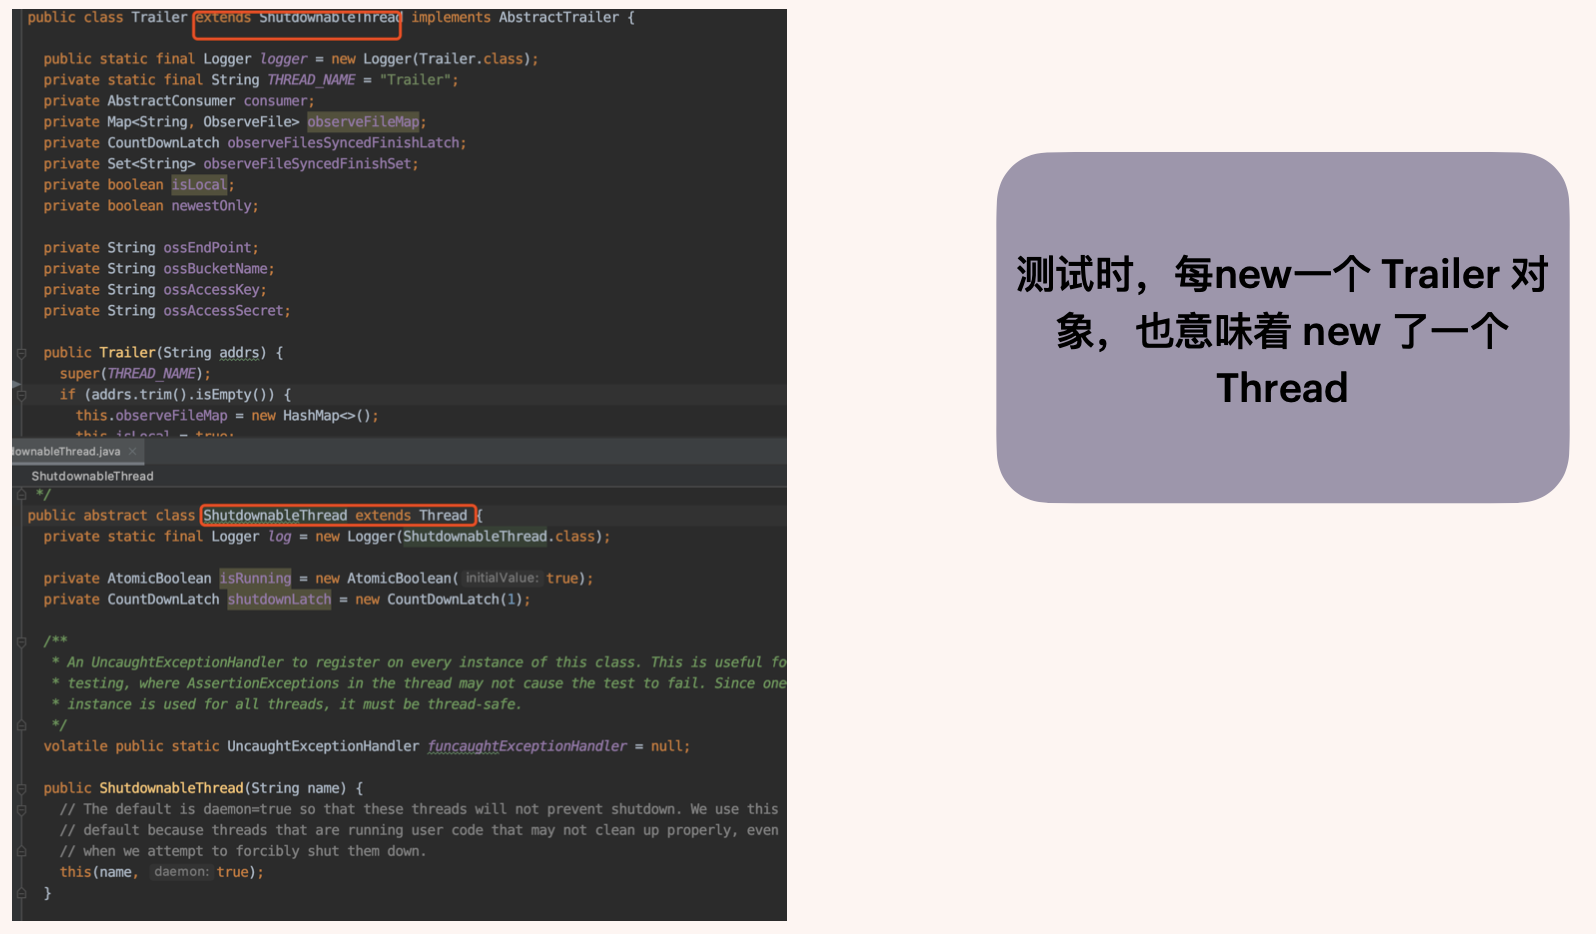 public class Trailer extends ShutdownableThread implements AbstractTrailer {
public static final Logger logger = new Logger(Trailer.class);
private static final String THREAD_NAME = "Trailer";
private AbstractConsumer consumer;
private Map<String, ObserveFile> observeFileMap;
private CountDownLatch observeFilesSyncedFinishLatch;
private Set<String> observeFileSyncedFinishSet;
private boolean isLocal;
private boolean newestOnly;
private String ossEndPoint;
private String ossBucketName;
private String ossAccessKey;
private String ossAccessSecret;
public Trailer(String addrs) {
super(THREAD_NAME);
if (addrs.trim().isEmpty()) {
this.observeFileMap = new HashMap<>();
this.isLocal = true;
ownableThread.java ×
ShutdownableThread
*/
public abstract class ShutdownableThread extends Thread {
private static final Logger log = new Logger(ShutdownableThread.class);
private AtomicBoolean isRunning = new AtomicBoolean( initialValue: true);
private CountDownLatch shutdownLatch = new CountDownLatch(1);
/**
* An UncaughtExceptionHandler to register on every instance of this class. This is useful fo
* testing, where AssertionExceptions in the thread may not cause the test to fail. Since one
* instance is used for all threads, it must be thread-safe.
*/
volatile public static UncaughtExceptionHandler funcaughtExceptionHandler = null;
public ShutdownableThread(String name) {
// The default is daemon=true so that these threads will not prevent shutdown. We use this
// default because threads that are running user code that may not clean up properly, even
// when we attempt to forcibly shut them down.
this(name, daemon: true);
}
测试时，每new一个 Trailer 对
象，也意味着 new 了一个
Thread